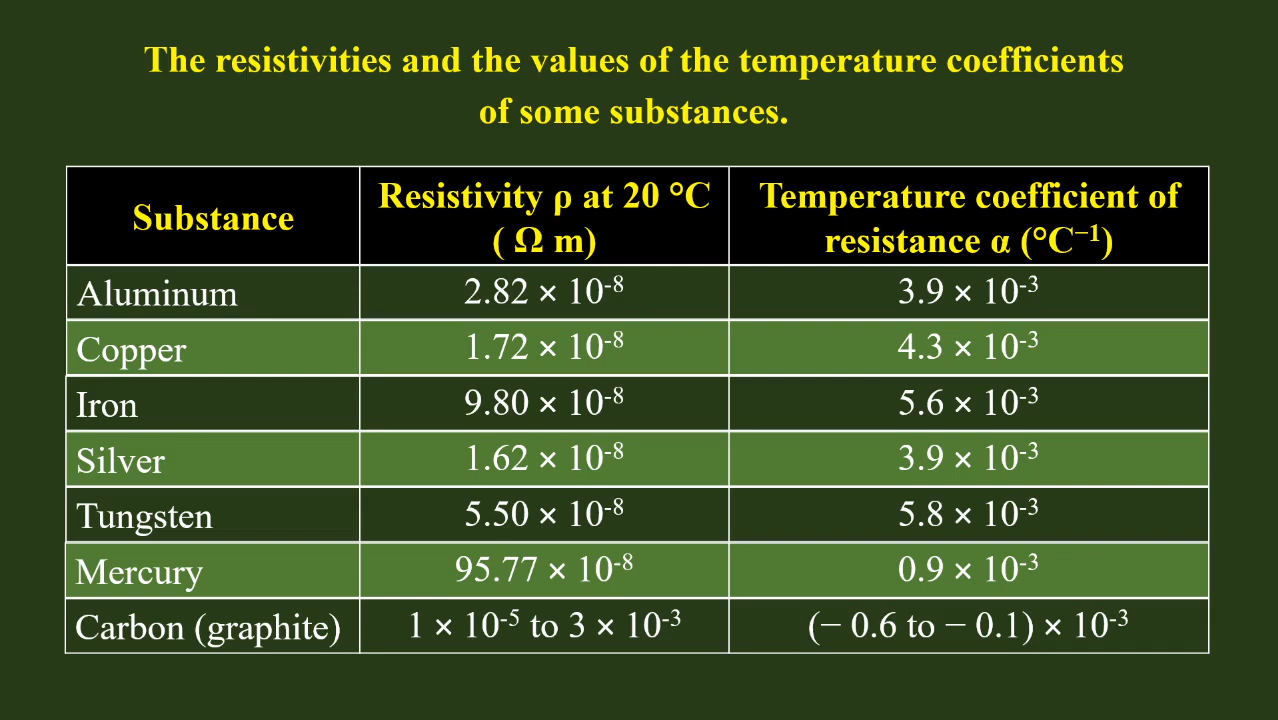 The resistivities and the values of the temperature coefficients
of some substances.
Substance
Resistivity ρ at 20 °C
( Ω m)
Temperature coefficient of
resistance α (°C⁻¹)
Aluminum 2.82 × 10⁻⁸ 3.9 × 10⁻³
Copper 1.72 × 10⁻⁸ 4.3 × 10⁻³
Iron 9.80 × 10⁻⁸ 5.6 × 10⁻³
Silver 1.62 × 10⁻⁸ 3.9 × 10⁻³
Tungsten 5.50 × 10⁻⁸ 5.8 × 10⁻³
Mercury 95.77 × 10⁻⁸ 0.9 × 10⁻³
Carbon (graphite) 1 × 10⁻⁵ to 3 × 10⁻³ (− 0.6 to − 0.1) × 10⁻³